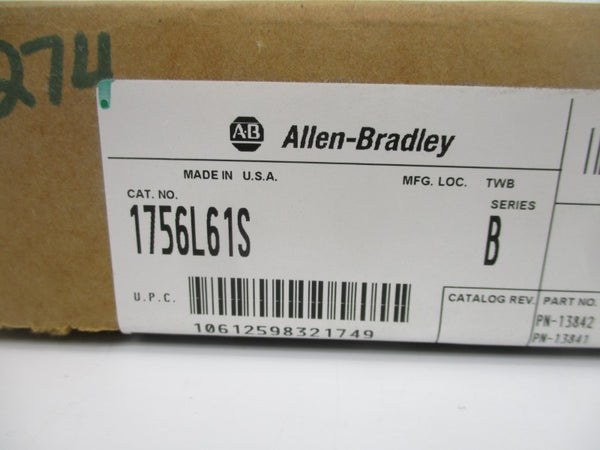 274
A-B Allen-Bradley
MADE IN U.S.A. MFG. LOC. TWB
CAT. NO. SERIES
1756L61S B
U.P.C. CATALOG REV. PART NO.
10612598321749 PN-13842
PN-13841